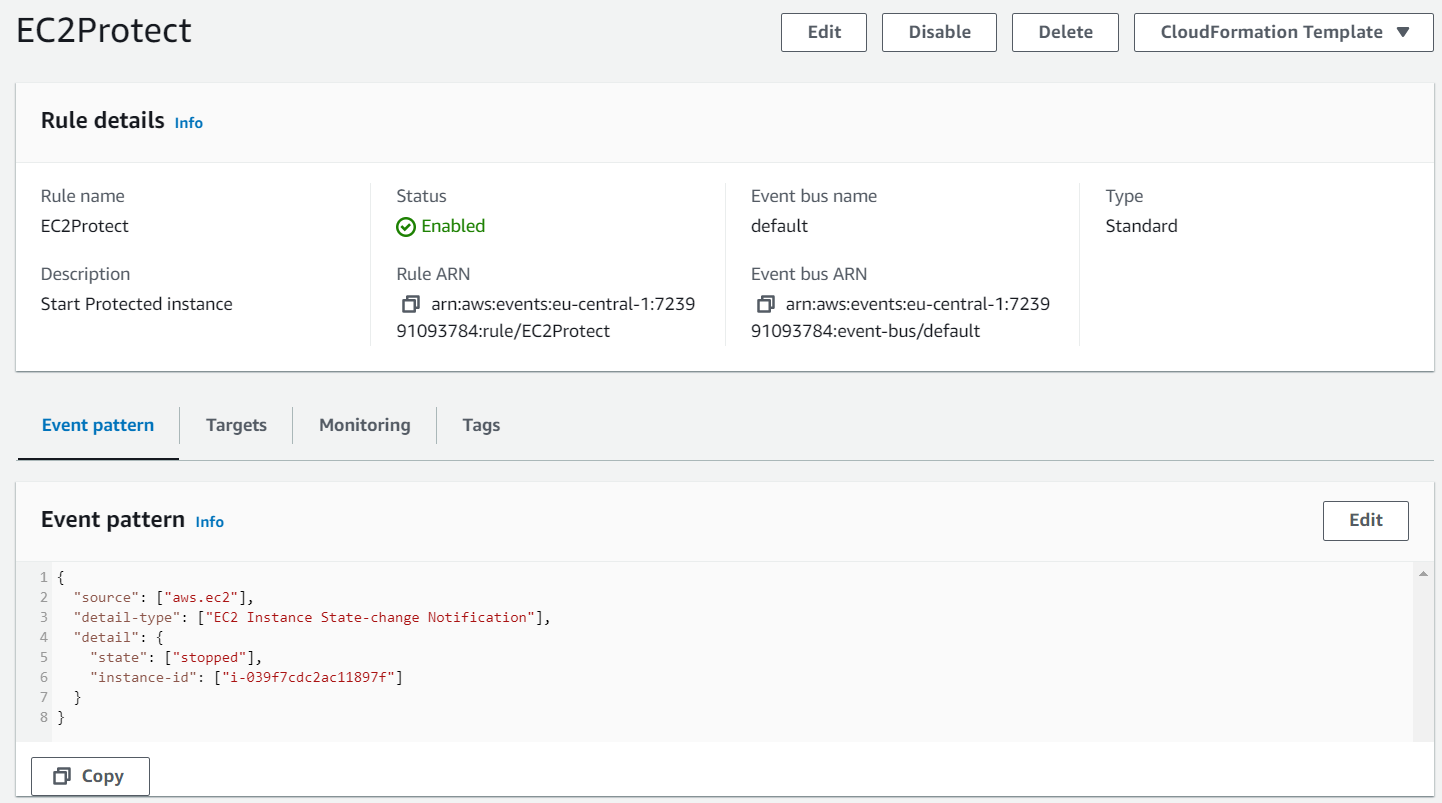 EC2Protect
Edit
Disable
Delete
CloudFormation Template
Rule details Info
Rule name
EC2Protect
Description
Start Protected instance
Status
Enabled
Rule ARN
arn:aws:events:eu-central-1:7239
91093784:rule/EC2Protect
Event bus name
default
Event bus ARN
arn:aws:events:eu-central-1:7239
91093784:event-bus/default
Type
Standard
Event pattern
Targets
Monitoring
Tags
Event pattern Info
Edit
1 {
2   "source": ["aws.ec2"],
3   "detail-type": ["EC2 Instance State-change Notification"],
4   "detail": {
5     "state": ["stopped"],
6     "instance-id": ["i-039f7cdc2ac11897f"]
7   }
8 }
Copy